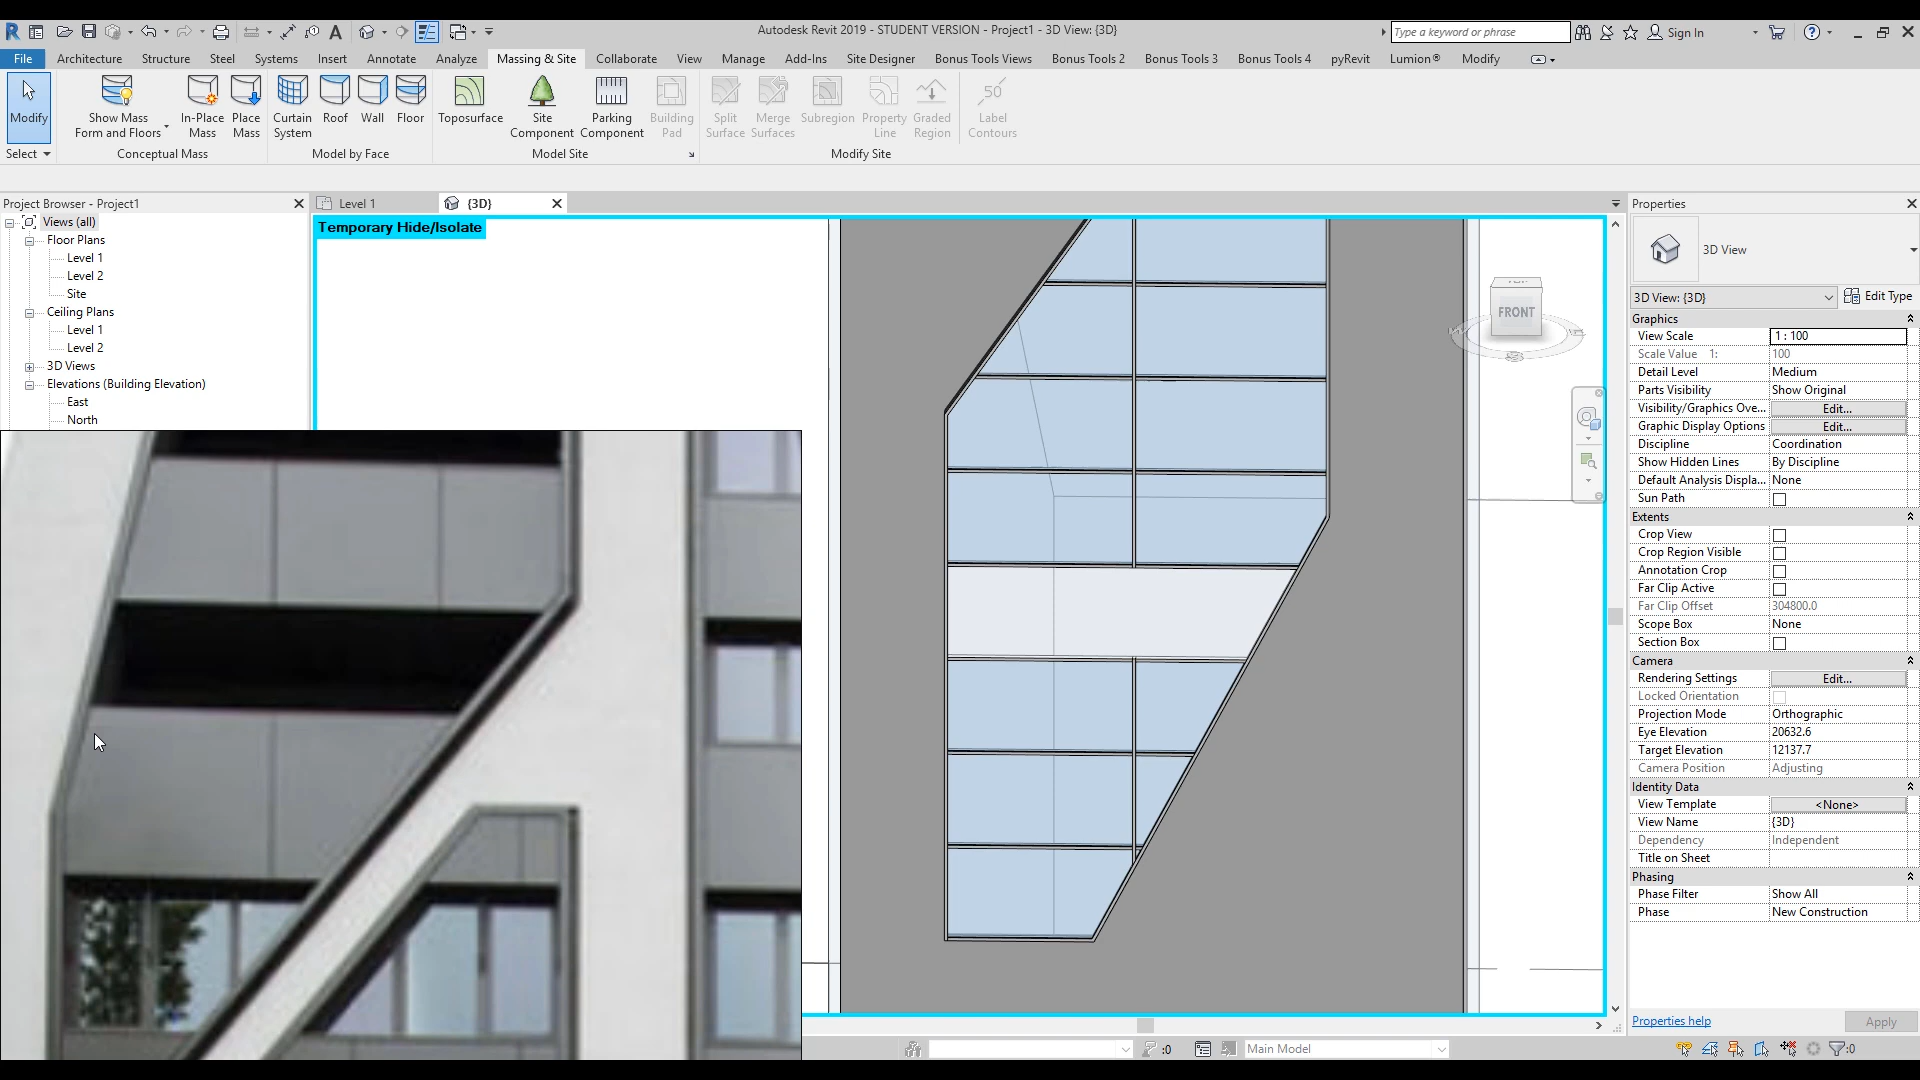 Autodesk Revit 2019 - STUDENT VERSION - Project1 - 3D View: {3D}
Type a keyword or phrase
Sign In
File
Architecture
Structure
Steel
Systems
Insert
Annotate
Analyze
Massing & Site
Collaborate
View
Manage
Add-Ins
Site Designer
Bonus Tools Views
Bonus Tools 2
Bonus Tools 3
Bonus Tools 4
pyRevit
Lumion®
Modify
Modify
Show Mass
Form and Floors
In-Place
Mass
Place
Mass
Curtain
System
Roof
Wall
Floor
Toposurface
Site
Component
Parking
Component
Building
Pad
Split
Surface
Merge
Surfaces
Subregion
Property
Line
Graded
Region
50
Label
Contours
Select
Conceptual Mass
Model by Face
Model Site
Modify Site
Project Browser - Project1
Views (all)
Floor Plans
Level 1
Level 2
Site
Ceiling Plans
Level 1
Level 2
3D Views
Elevations (Building Elevation)
East
North
Level 1
{3D}
Temporary Hide/Isolate
FRONT
Properties
3D View
3D View: {3D}
Edit Type
Graphics
View Scale 1 : 100
Scale Value 1: 100
Detail Level Medium
Parts Visibility Show Original
Visibility/Graphics Ove... Edit...
Graphic Display Options Edit...
Discipline Coordination
Show Hidden Lines By Discipline
Default Analysis Displa... None
Sun Path
Extents
Crop View
Crop Region Visible
Annotation Crop
Far Clip Active
Far Clip Offset 304800.0
Scope Box None
Section Box
Camera
Rendering Settings Edit...
Locked Orientation
Projection Mode Orthographic
Eye Elevation 20632.6
Target Elevation 12137.7
Camera Position Adjusting
Identity Data
View Template <None>
View Name {3D}
Dependency Independent
Title on Sheet
Phasing
Phase Filter Show All
Phase New Construction
Properties help
Apply
:0
Main Model
:0